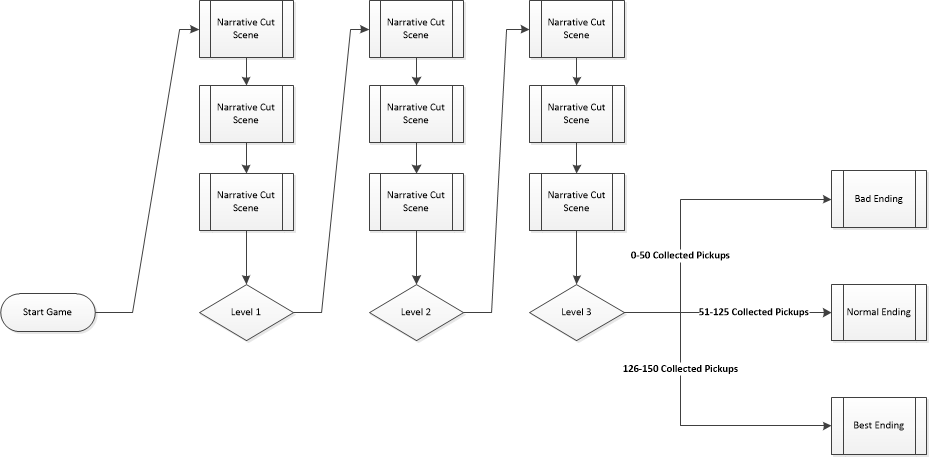 Start Game
Narrative Cut
Scene
Narrative Cut
Scene
Narrative Cut
Scene
Level 1
Narrative Cut
Scene
Narrative Cut
Scene
Narrative Cut
Scene
Level 2
Narrative Cut
Scene
Narrative Cut
Scene
Narrative Cut
Scene
Level 3
0-50 Collected Pickups
Bad Ending
51-125 Collected Pickups
Normal Ending
126-150 Collected Pickups
Best Ending